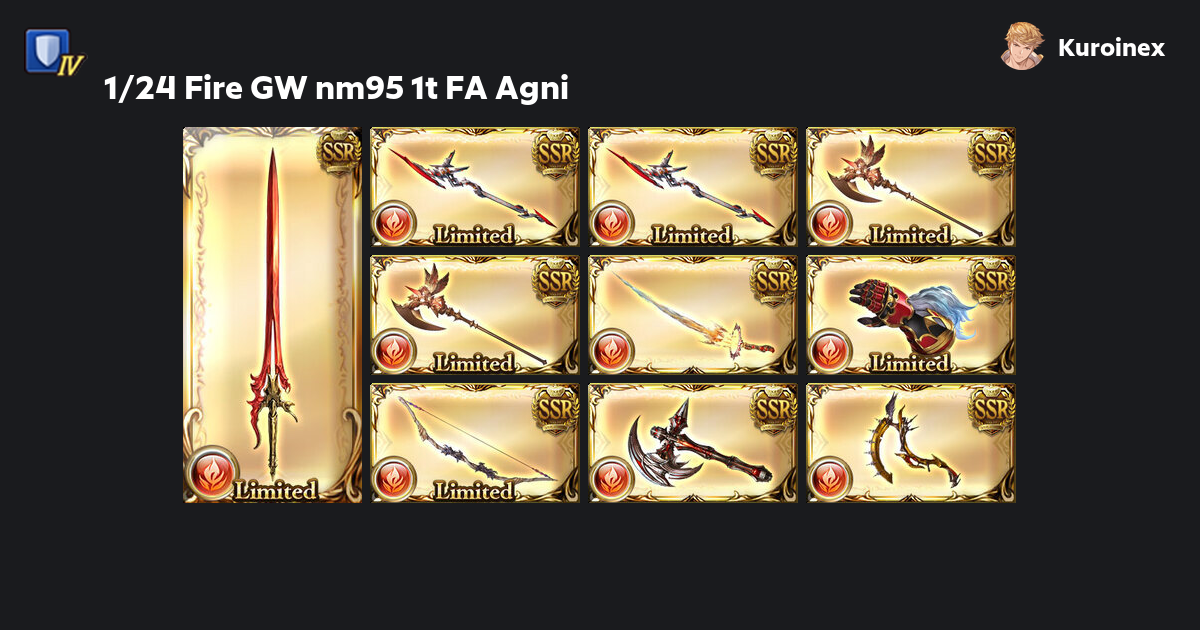 IV
Kuroinex
1/24 Fire GW nm95 1t FA Agni
SSR SSR SSR SSR
Limited Limited Limited
SSR SSR SSR
Limited Limited
SSR SSR SSR
Limited Limited